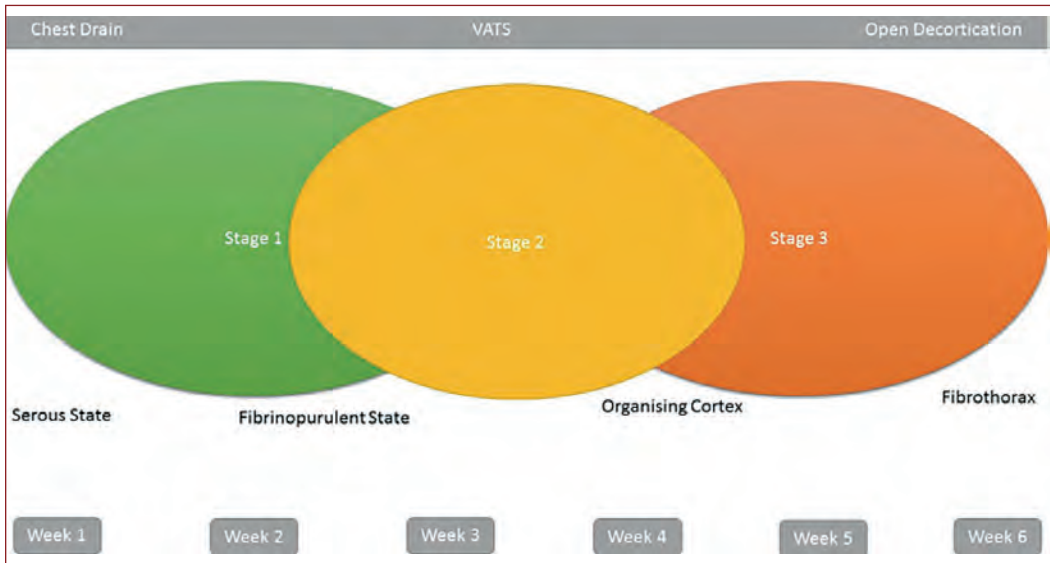 Chest Drain VATS Open Decortication
Stage 1 Stage 2 Stage 3
Serous State Fibrinopurulent State Organising Cortex Fibrothorax
Week 1 Week 2 Week 3 Week 4 Week 5 Week 6